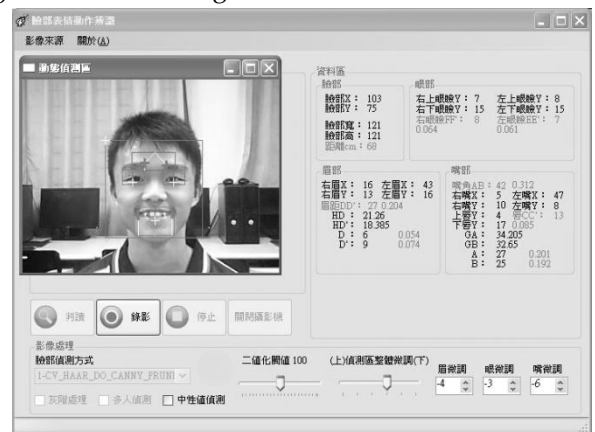 臉部表情動作辨識
影像來源 關於(A)
動態偵測區
資料區
臉部
臉部X： 103
臉部Y： 75
臉部寬： 121
臉部高： 121
距離cm： 68
眼部
右上眼瞼Y： 7 左上眼瞼Y： 8
右下眼瞼Y： 15 左下眼瞼Y： 15
右眼瞼FF'： 8 左眼瞼EE'： 7
0.064 0.061
眉部
右眉X： 16 左眉X： 43
右眉Y： 13 左眉Y： 16
眉距DD'： 27 0.204
HD： 21.26
HD'： 18.385
D： 6 0.054
D'： 9 0.074
嘴部
嘴角AB： 42 0.312
右嘴X： 5 左嘴X： 47
右嘴Y： 10 左嘴Y： 8
上唇Y： 4 唇CC'： 13
下唇Y： 17 0.085
GA： 34.205
GB： 32.65
A： 27 0.201
B： 25 0.192
判讀 錄影 停止 關閉攝影機
影像處理
臉部偵測方式
1-CV_HAAR_DO_CANNY_PRUNI
灰階處理 多人偵測 中性值偵測
二值化閥值 100
(上)偵測區整體微調(下)
眉微調 眼微調 嘴微調
-4 -3 -6